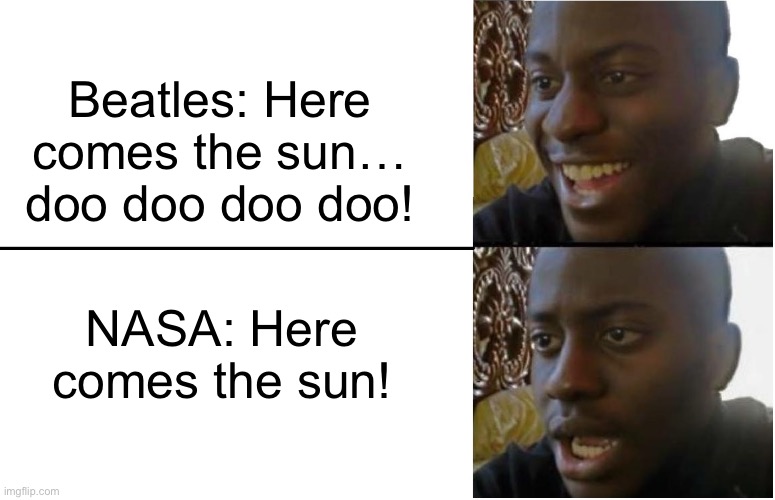 Beatles: Here
comes the sun…
doo doo doo doo!
NASA: Here
comes the sun!
imgflip.com